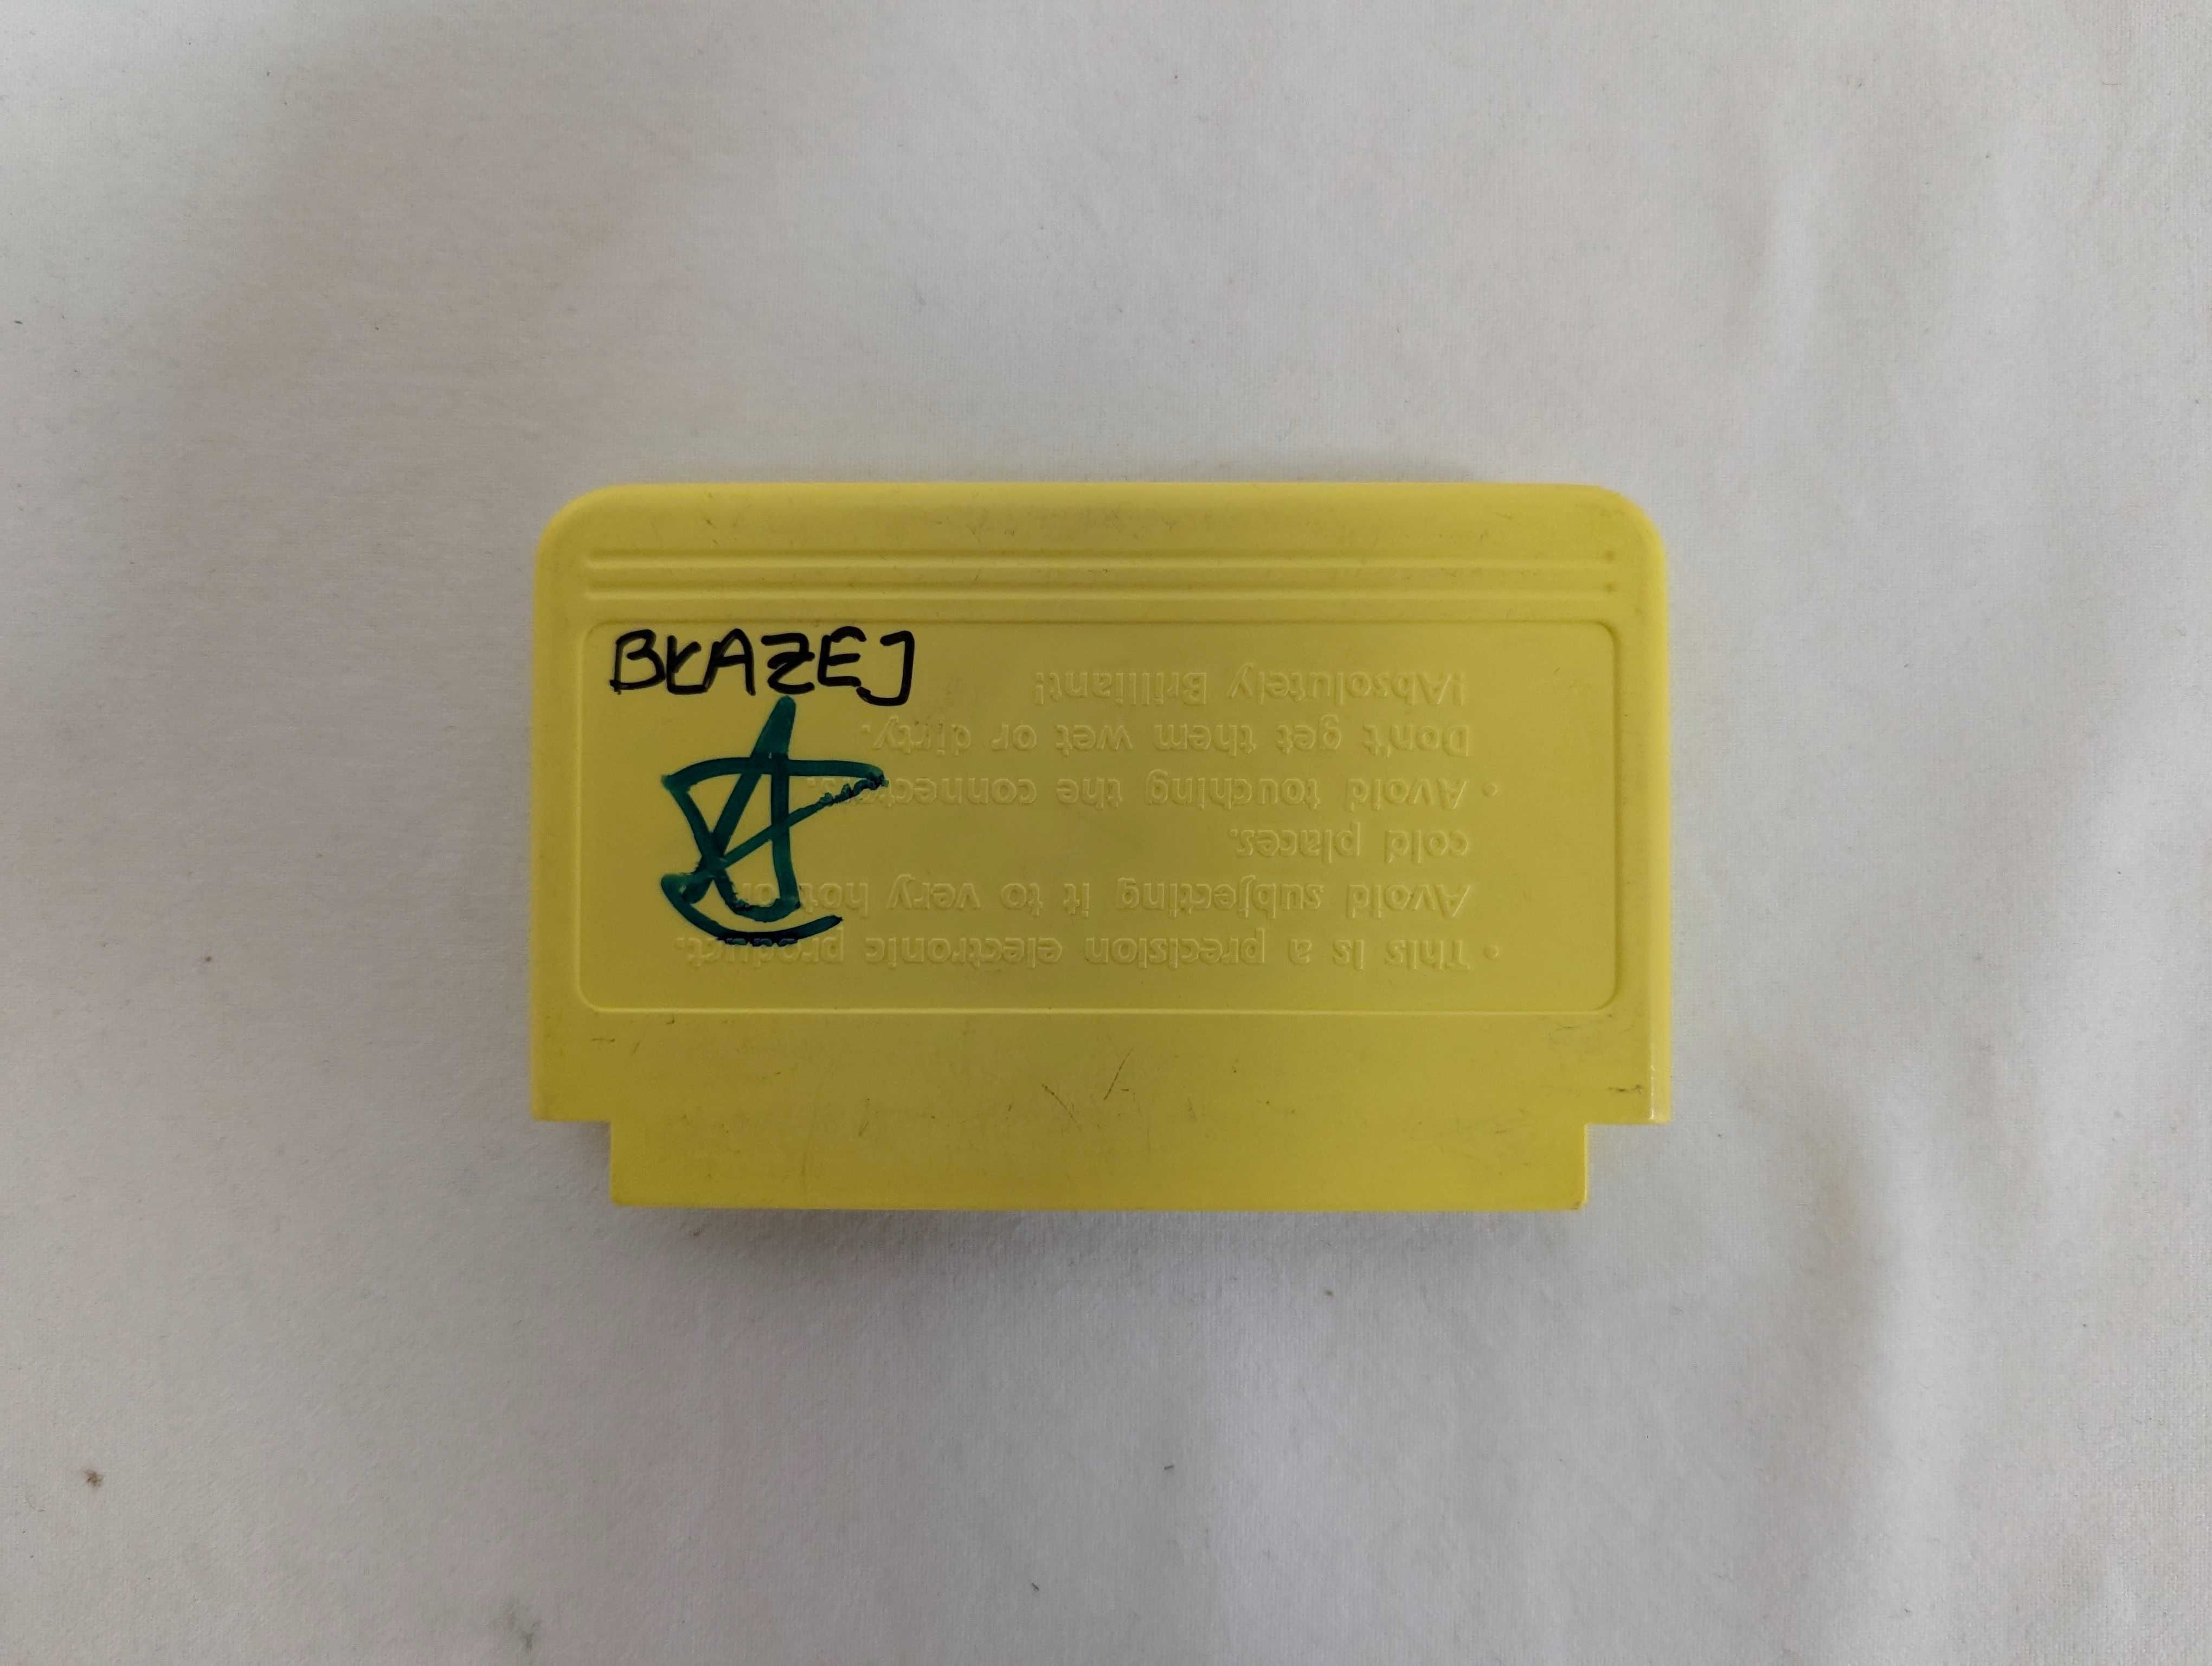 BŁAŻEJ
• This is a precision electronic product.
Avoid subjecting it to very hot or
cold places.
• Avoid touching the connectors.
Don't get them wet or dirty.
!Absolutely Brilliant!